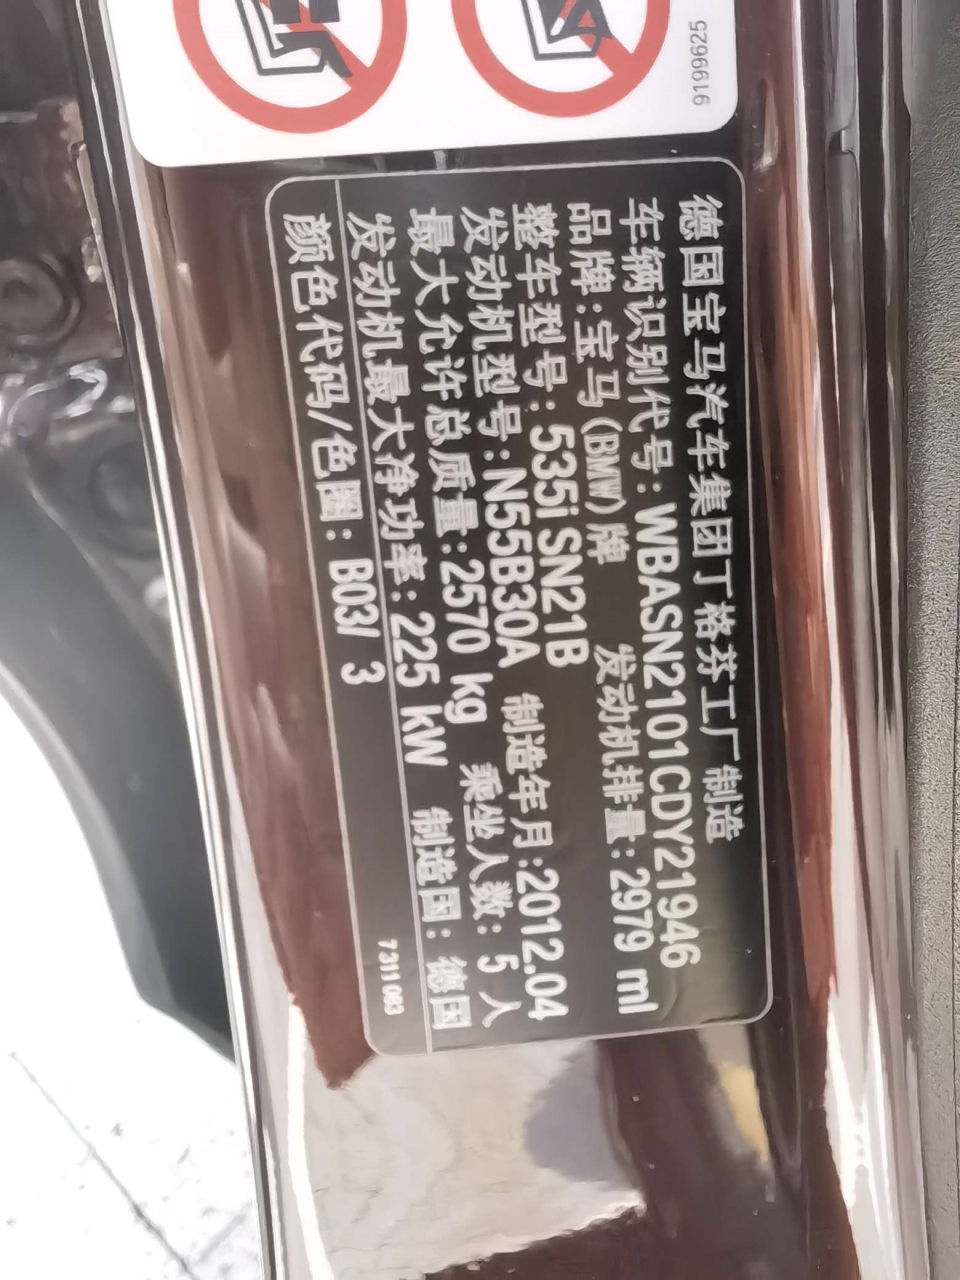 9199625
德国宝马汽车集团丁格芬工厂制造
车辆识别代号: WBASN2101CDY21946
品牌:宝马(BMW)牌 发动机排量:2979 ml
整车型号: 535i SN21B 制造年月:2012.04
发动机型号: N55B30A 乘坐人数: 5 人
最大允许总质量:2570 kg 制造国: 德国
发动机最大净功率: 225 kW
颜色代码/色圈: B03/ 3 7311 083